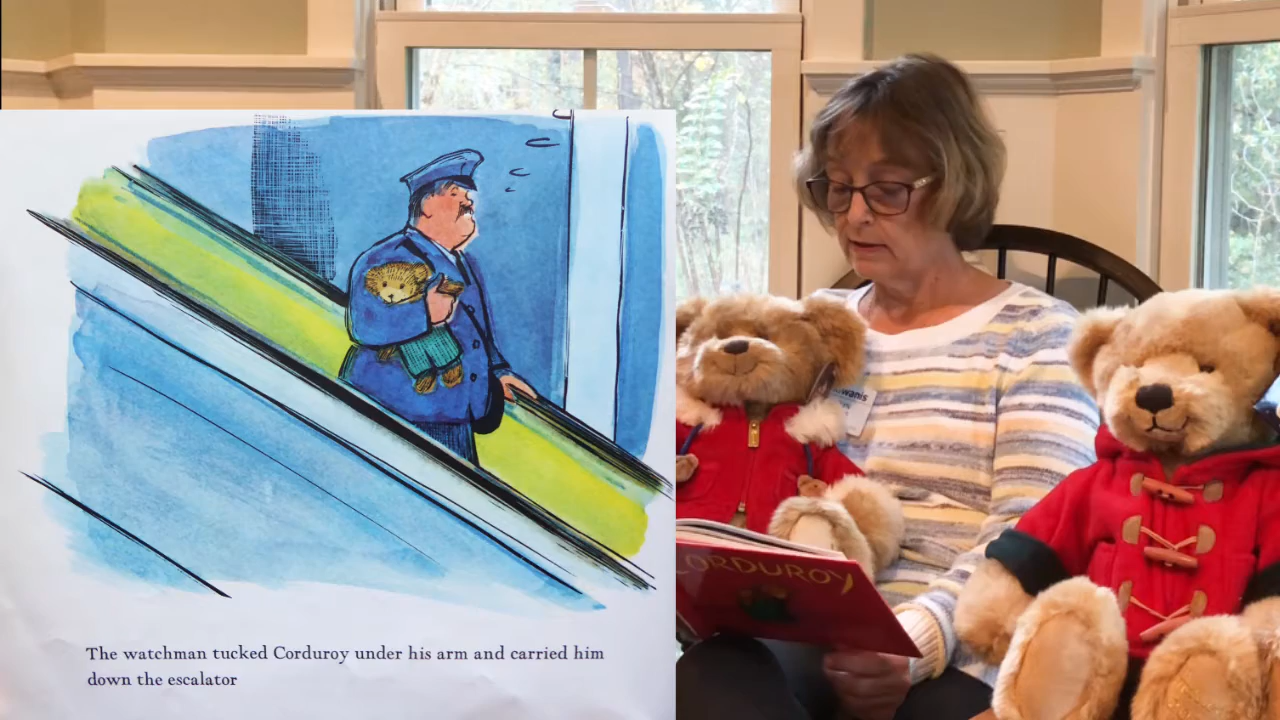 The watchman tucked Corduroy under his arm and carried him
down the escalator
CORDUROY